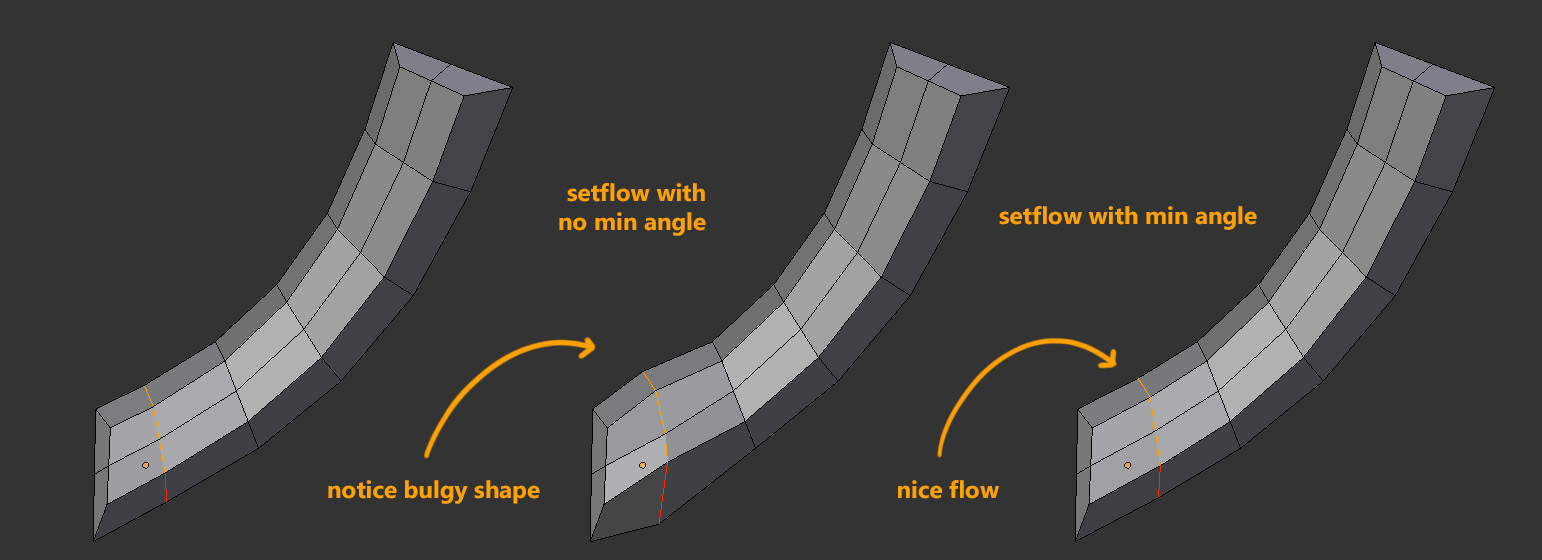 setflow with
no min angle
setflow with min angle
notice bulgy shape
nice flow